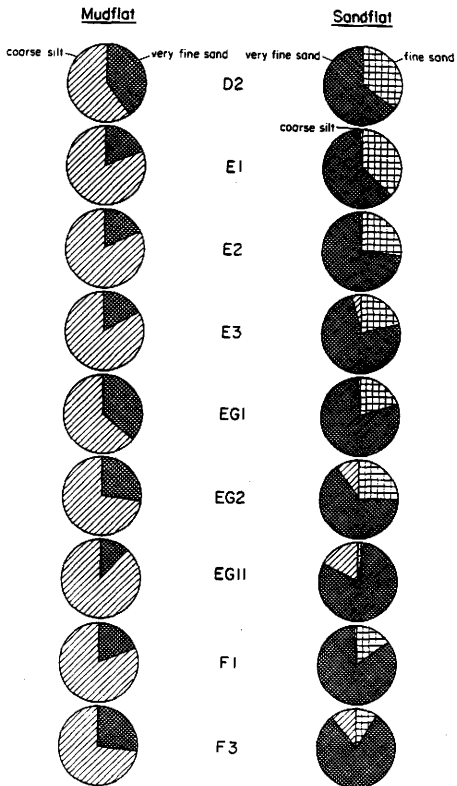 Mudflat Sandflat
coarse silt very fine sand very fine sand fine sand
D2
coarse silt
E1
E2
E3
EG1
EG2
EG11
F1
F3